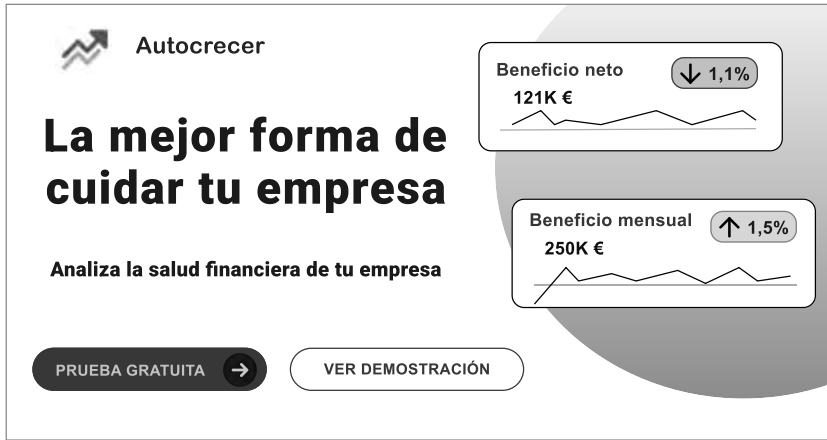 Autocrecer
La mejor forma de
cuidar tu empresa
Analiza la salud financiera de tu empresa
PRUEBA GRATUITA
VER DEMOSTRACIÓN
Beneficio neto
1,1%
121K €
Beneficio mensual
1,5%
250K €